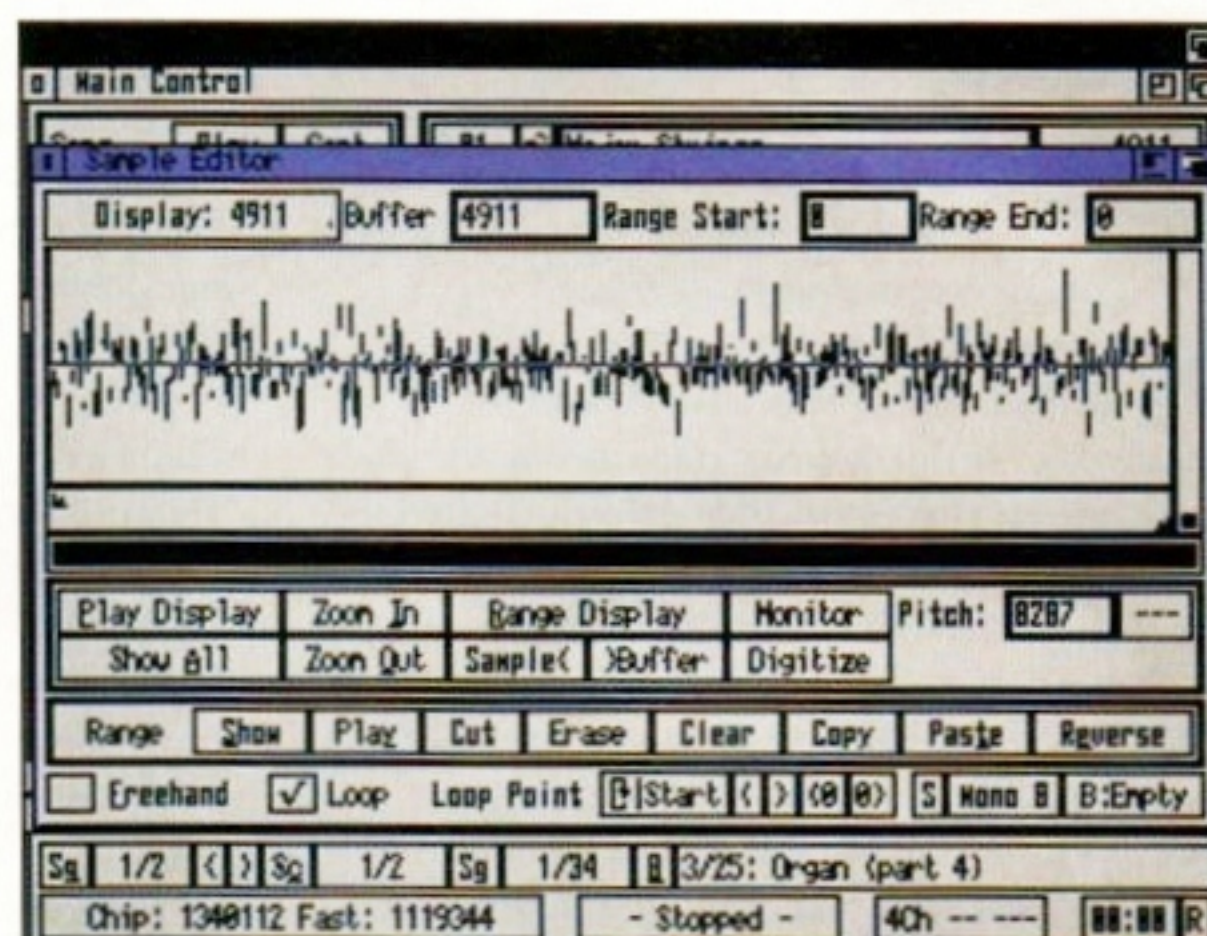 Main Control
4911
Sample Editor
Display: 4911 Buffer 4911 Range Start: 0 Range End: 0
Play Display Zoom In Range Display Monitor Pitch: 8287 ---
Show All Zoom Out Sample< >Buffer Digitize
Range Show Play Cut Erase Clear Copy Paste Reverse
Freehand ✓ Loop Loop Point Start < > <0 0> S Mono 8 B:Empty
Sg 1/2 < > Sc 1/2 Sg 1/34 B 3/25: Organ (part 4)
Chip: 1340112 Fast: 1119344 - Stopped - 4Ch -- --- 00:00 R